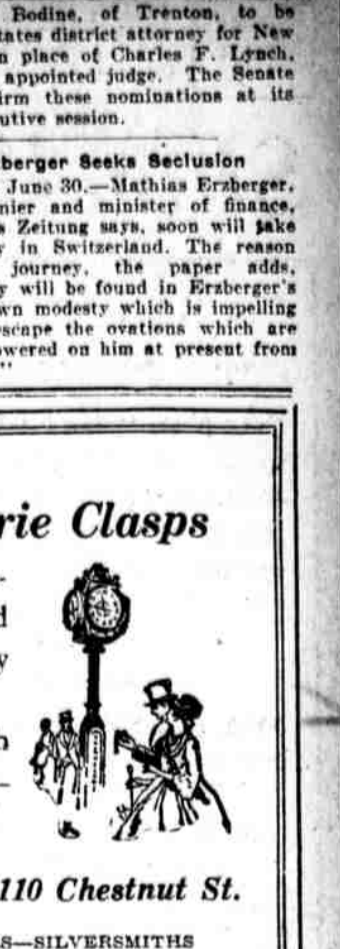 Bodine, of Trenton, to be
tates district attorney for New
n place of Charles F. Lynch,
appointed judge. The Senate
irm these nominations at its
utive session.
berger Seeks Seclusion
June 30.—Mathias Erzberger,
mier and minister of finance,
s Zeitung says, soon will take
y in Switzerland. The reason
journey, the paper adds,
y will be found in Erzberger's
wn modesty which is impelling
scape the ovations which are
owered on him at present from
"
rie Clasps
-
d
y
n
-
110 Chestnut St.
S—SILVERSMITHS